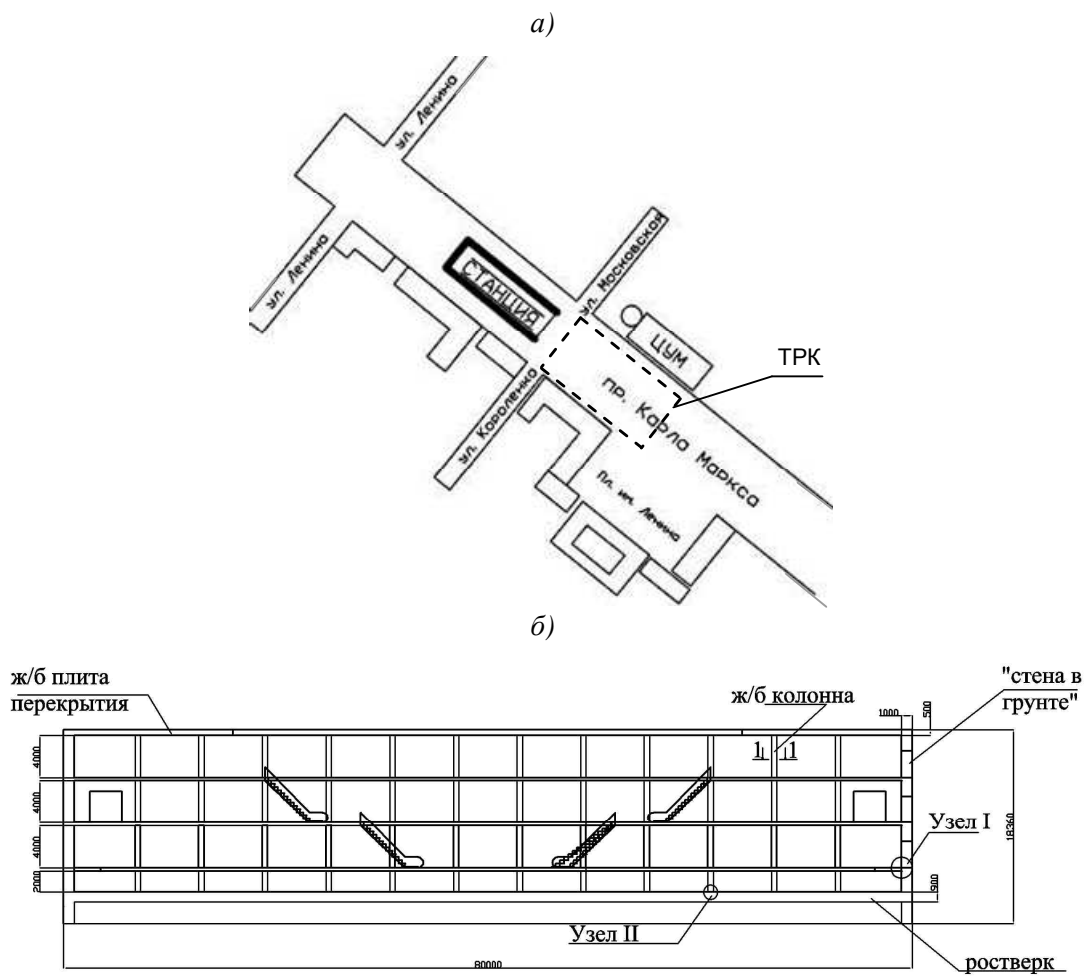 а)
ул. Ленина
ул. Ленина
СТАНЦИЯ
ул. Московская
ЦУМ
ТРК
ул. Короленко
пр. Карла Маркса
Пл. им. Ленина
б)
ж/б плита
перекрытия
ж/б колонна
"стена в
грунте"
1000
500
1 1
4000
4000
4000
2000
Узел I
18360
900
Узел II
ростверк
80000